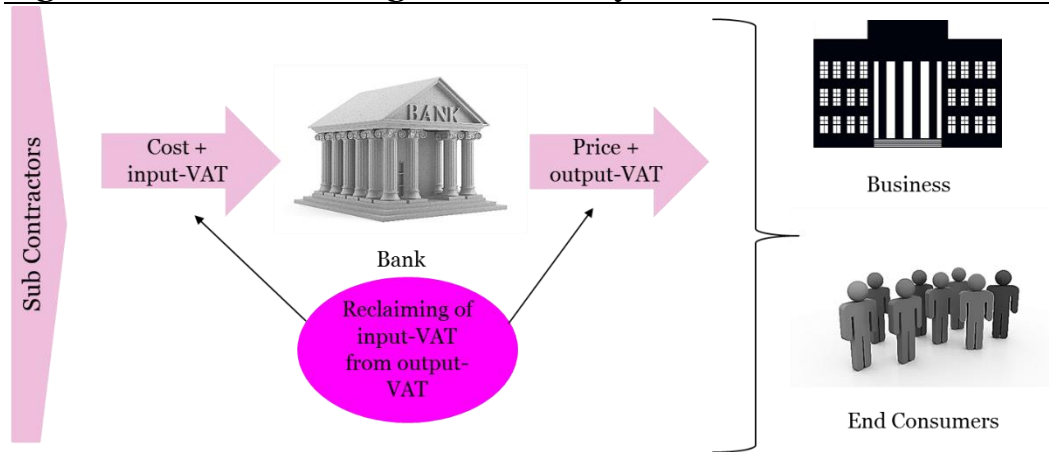 Sub Contractors
Cost +
input-VAT
BANK
Bank
Price +
output-VAT
Reclaiming of
input-VAT
from output-
VAT
Business
End Consumers